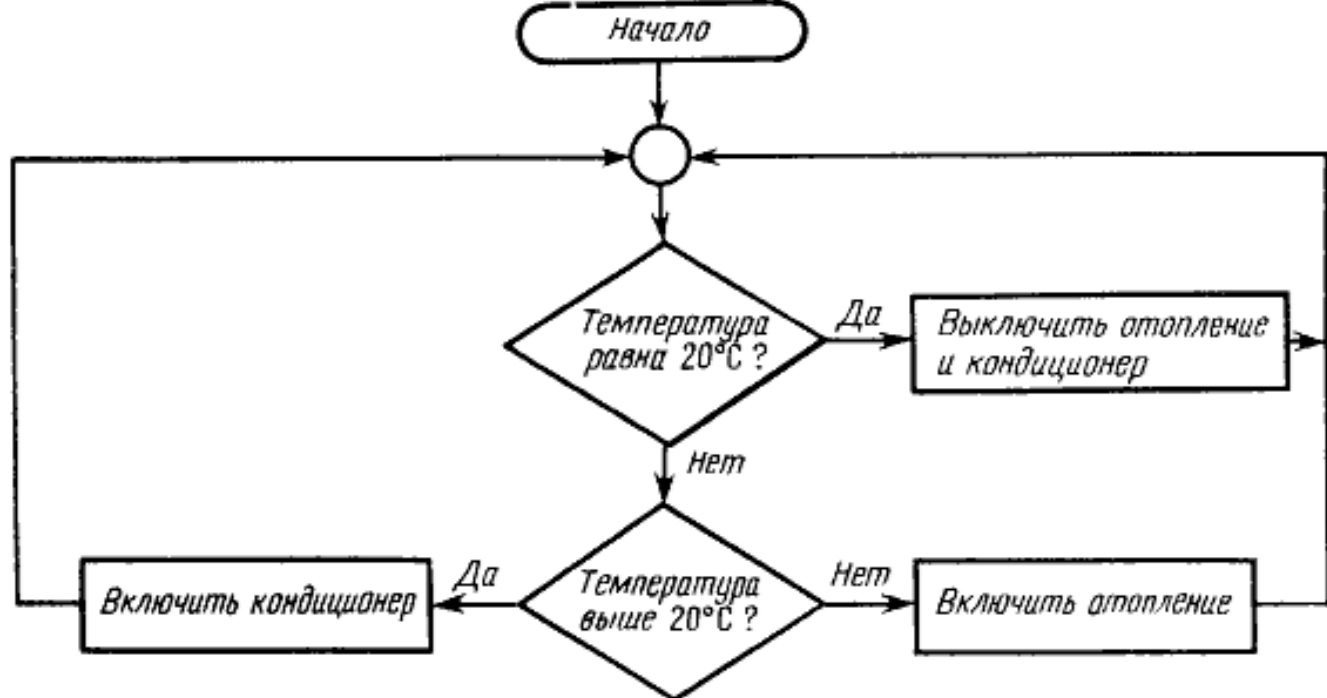 Начало
Температура
равна 20°С ?
Да
Выключить отопление
и кондиционер
Нет
Температура
выше 20°С ?
Да
Включить кондиционер
Нет
Включить отопление